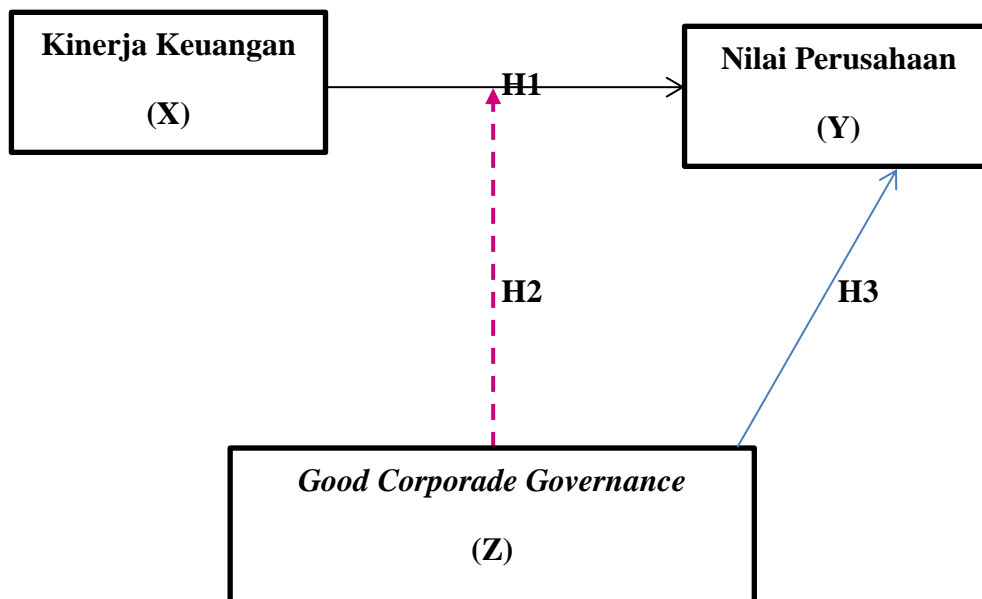 Kinerja Keuangan
(X)
H1
Nilai Perusahaan
(Y)
H2
H3
Good Corporade Governance
(Z)